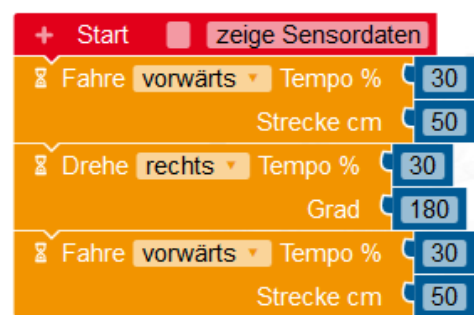 + Start zeige Sensordaten
Fahre vorwärts Tempo % 30
Strecke cm 50
Drehe rechts Tempo % 30
Grad 180
Fahre vorwärts Tempo % 30
Strecke cm 50